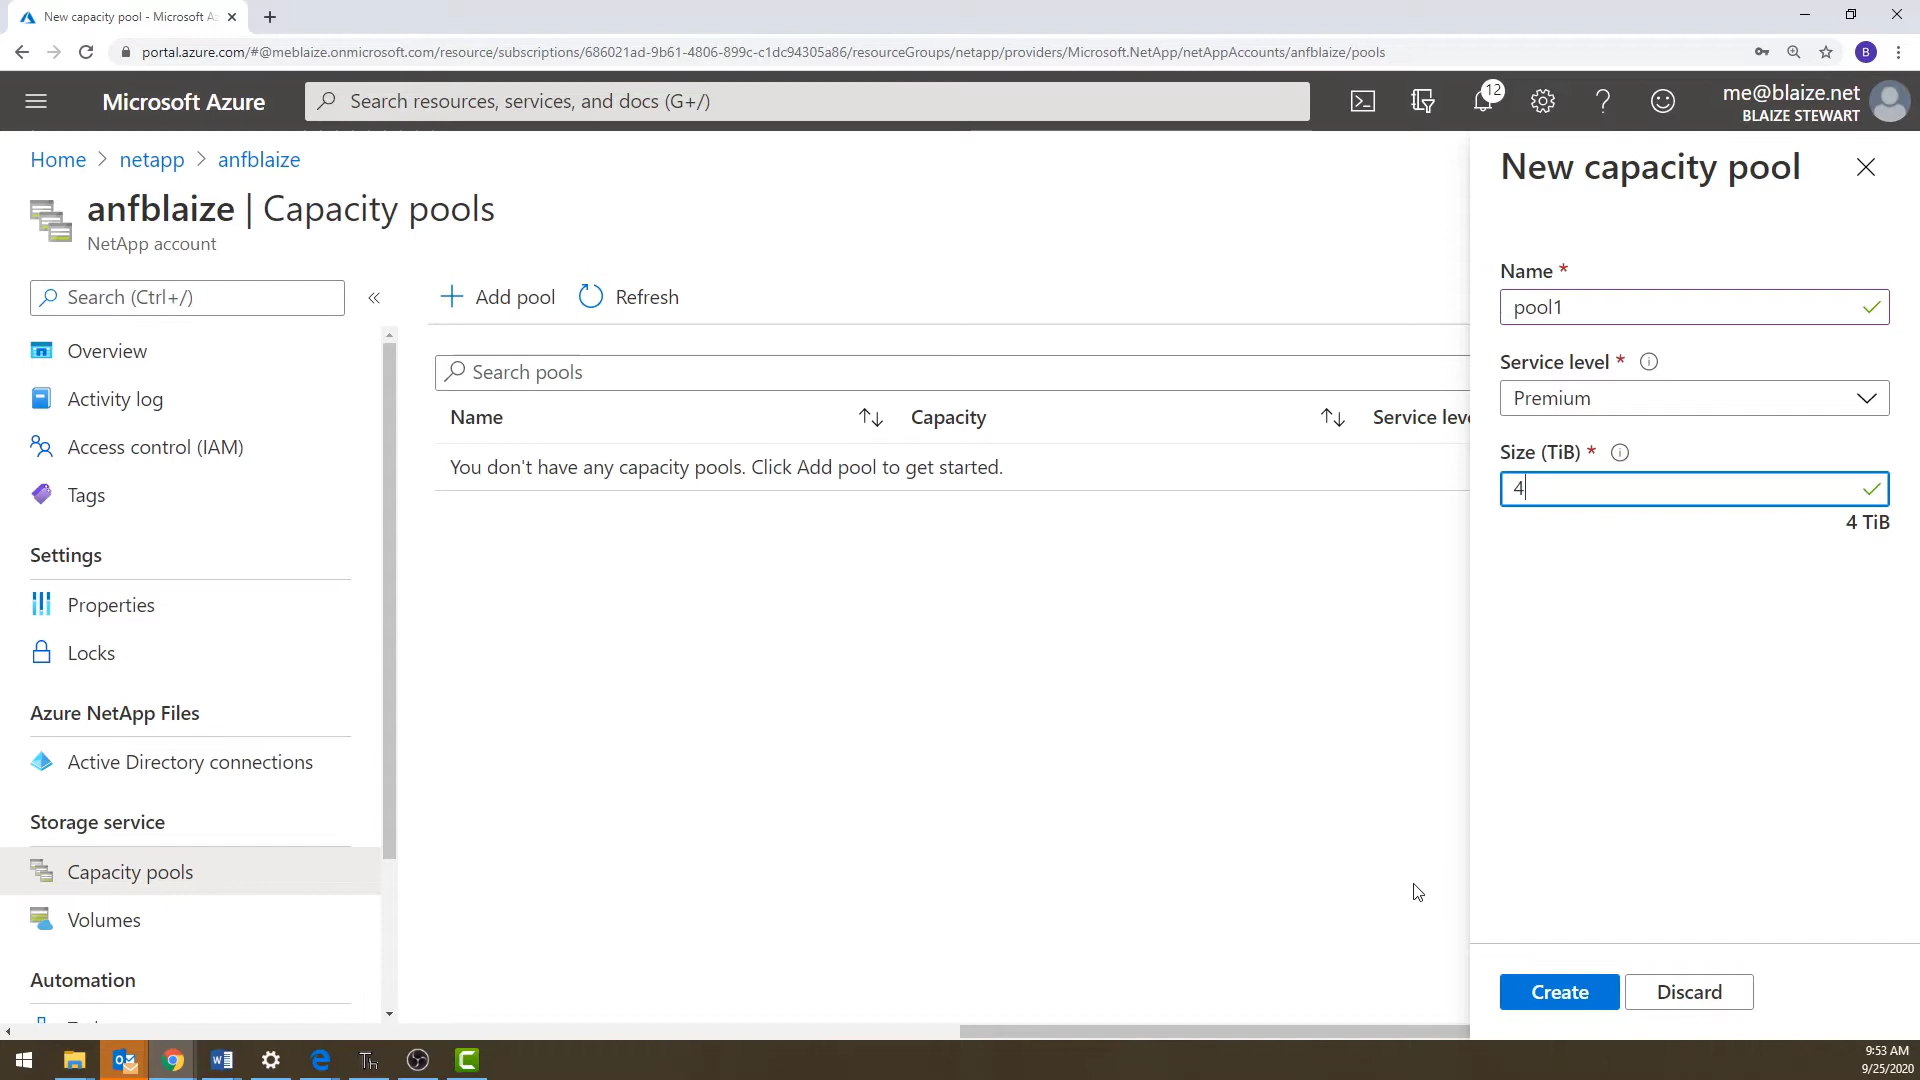 New capacity pool - Microsoft A
portal.azure.com/#@meblaize.onmicrosoft.com/resource/subscriptions/686021ad-9b61-4806-899c-c1dc94305a86/resourceGroups/netapp/providers/Microsoft.NetApp/netAppAccounts/anfblaize/pools
B
Microsoft Azure
Search resources, services, and docs (G+/)
12
me@blaize.net
BLAIZE STEWART
Home > netapp > anfblaize
anfblaize | Capacity pools
NetApp account
Search (Ctrl+/)
Overview
Activity log
Access control (IAM)
Tags
Settings
Properties
Locks
Azure NetApp Files
Active Directory connections
Storage service
Capacity pools
Volumes
Automation
Add pool
Refresh
Search pools
Name
Capacity
Service leve
You don't have any capacity pools. Click Add pool to get started.
New capacity pool
Name *
pool1
Service level *
Premium
Size (TiB) *
4
4 TiB
Create
Discard
9:53 AM
9/25/2020